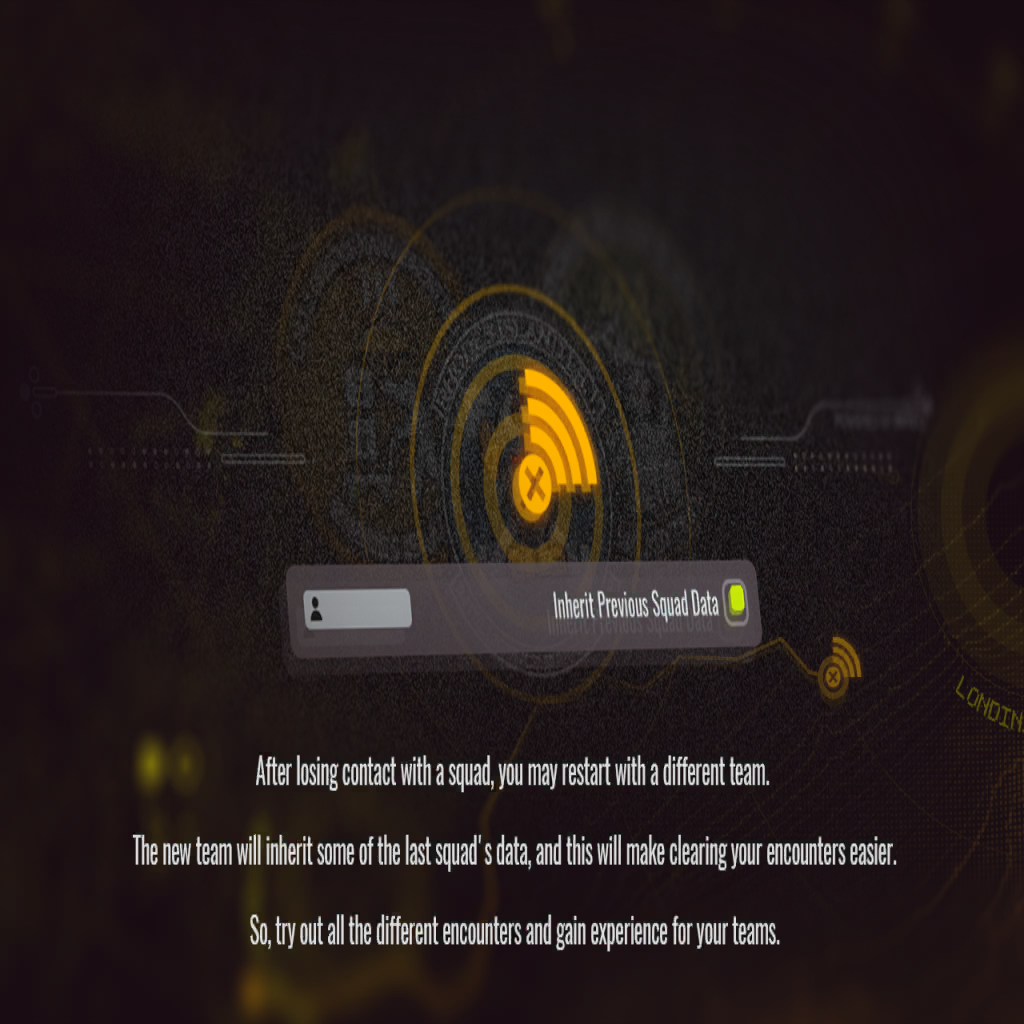 Inherit Previous Squad Data
LONDIN
After losing contact with a squad, you may restart with a different team.
The new team will inherit some of the last squad's data, and this will make clearing your encounters easier.
So, try out all the different encounters and gain experience for your teams.